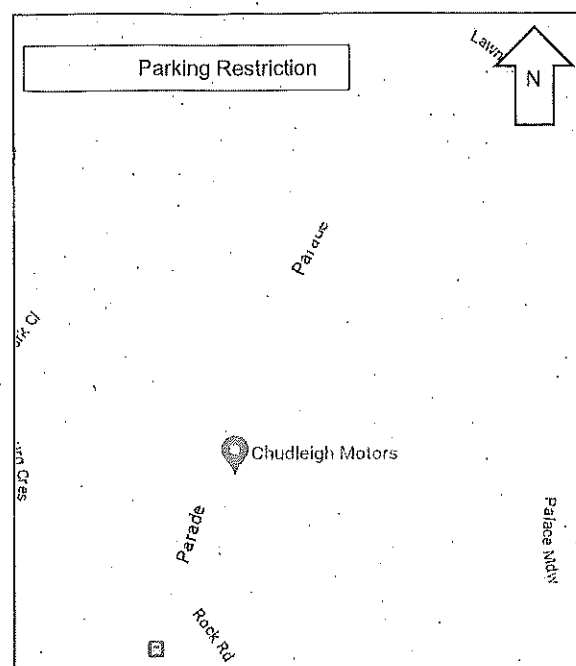 Parking Restriction
Lawn
N
Parade
Chudleigh Motors
Parade
Palace Mdw
Rock Rd